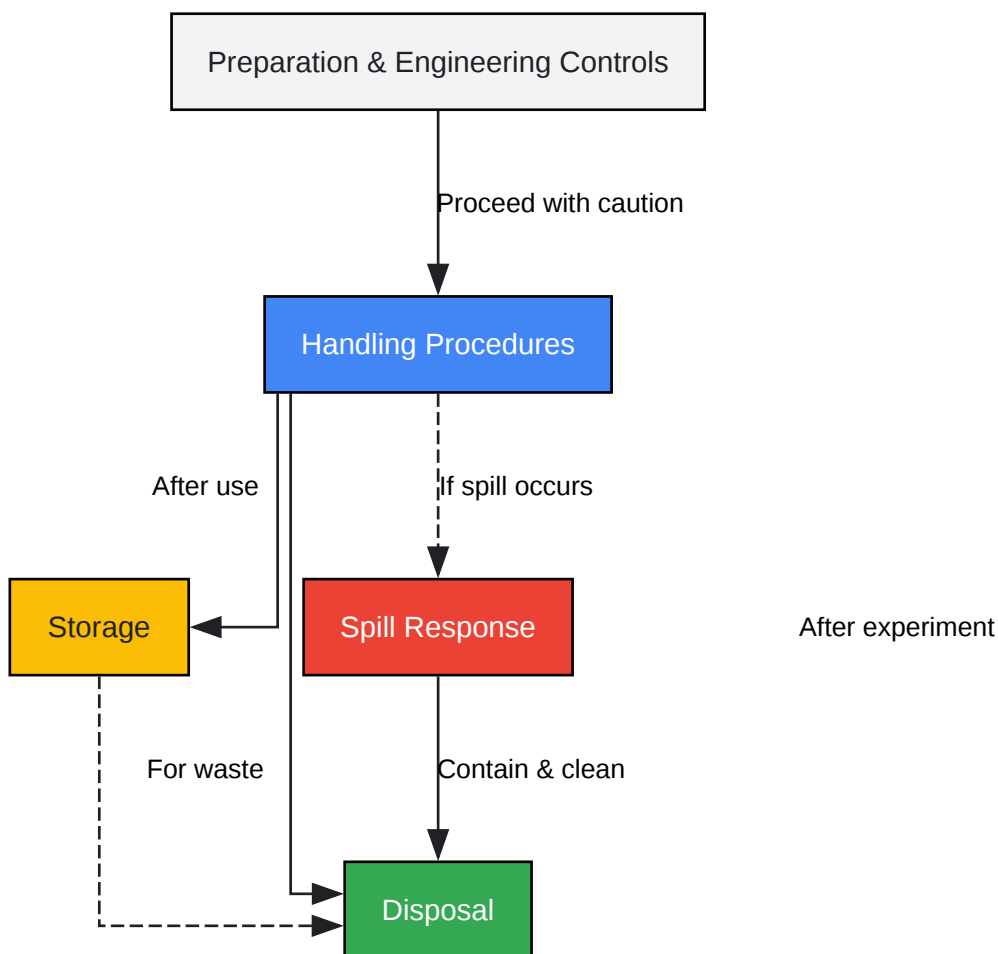 Preparation & Engineering Controls
Proceed with caution
Handling Procedures
After use
If spill occurs
Storage
Spill Response
After experiment
For waste
Contain & clean
Disposal